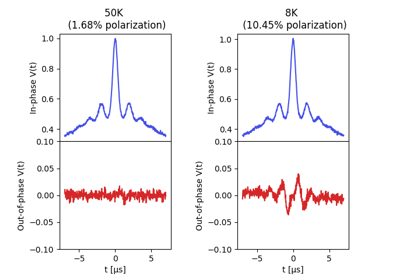 50K
(1.68% polarization)
1.0
0.8
0.6
0.4
In-phase V(t)
0.10
0.05
0.00
−0.05
−0.10
Out-of-phase V(t)
−5
0
5
t [μs]
8K
(10.45% polarization)
1.0
0.8
0.6
0.4
In-phase V(t)
0.10
0.05
0.00
−0.05
−0.10
Out-of-phase V(t)
−5
0
5
t [μs]